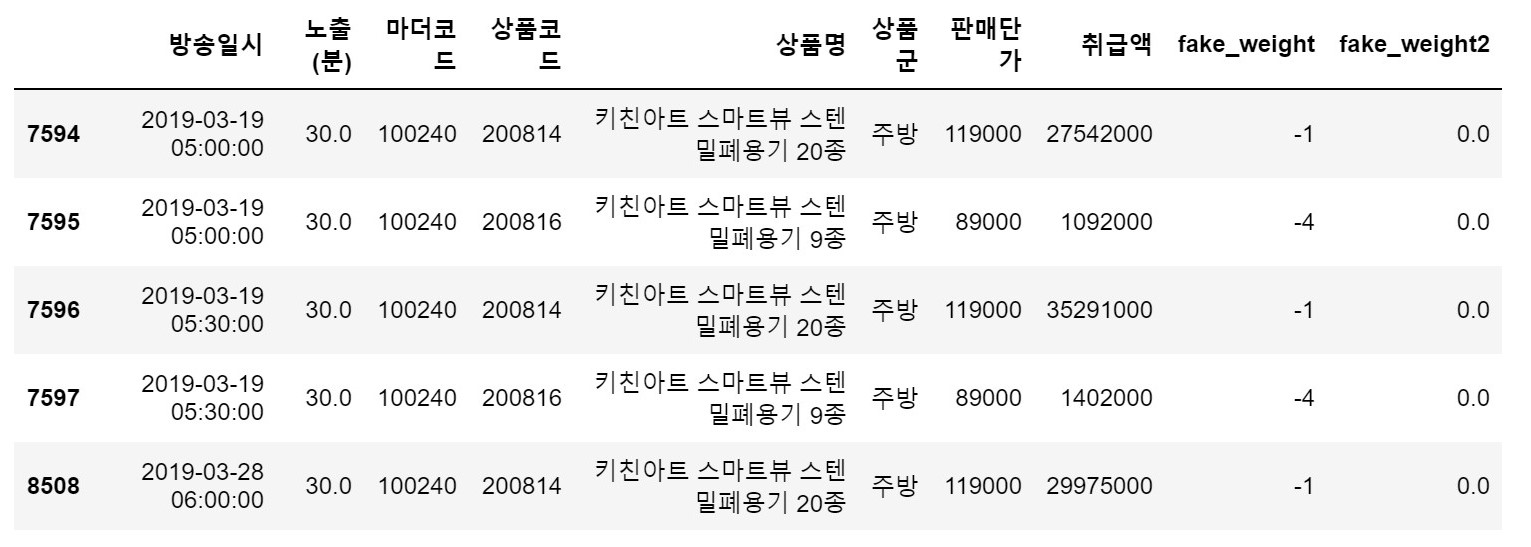 방송일시 노출(분) 마더코드 상품코드 상품명 상품군 판매단가 취급액 fake_weight fake_weight2
7594 2019-03-19 05:00:00 30.0 100240 200814 키친아트 스마트뷰 스텐 밀폐용기 20종 주방 119000 27542000 -1 0.0
7595 2019-03-19 05:00:00 30.0 100240 200816 키친아트 스마트뷰 스텐 밀폐용기 9종 주방 89000 1092000 -4 0.0
7596 2019-03-19 05:30:00 30.0 100240 200814 키친아트 스마트뷰 스텐 밀폐용기 20종 주방 119000 35291000 -1 0.0
7597 2019-03-19 05:30:00 30.0 100240 200816 키친아트 스마트뷰 스텐 밀폐용기 9종 주방 89000 1402000 -4 0.0
8508 2019-03-28 06:00:00 30.0 100240 200814 키친아트 스마트뷰 스텐 밀폐용기 20종 주방 119000 29975000 -1 0.0